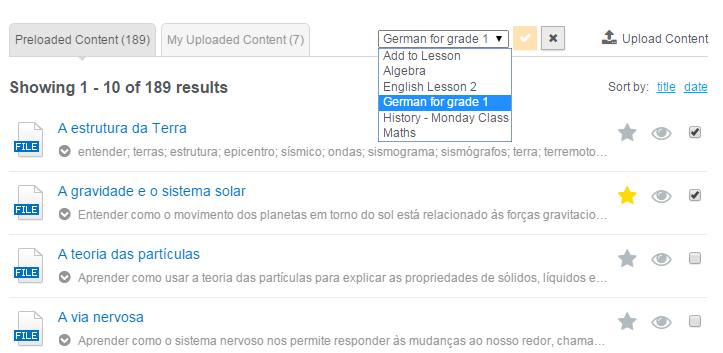 Preloaded Content (189)
My Uploaded Content (7)
German for grade 1
Upload Content
Add to Lesson
Algebra
English Lesson 2
German for grade 1
History - Monday Class
Maths
Showing 1 - 10 of 189 results
Sort by: title date
A estrutura da Terra
FILE
entender; terras; estrutura; epicentro; sísmico; ondas; sismograma; sismógrafos; terra; terremoto…
A gravidade e o sistema solar
FILE
Entender como o movimento dos planetas em torno do sol está relacionado às forças gravitacio…
A teoria das partículas
FILE
Aprender como usar a teoria das partículas para explicar as propriedades de sólidos, líquidos e…
A via nervosa
FILE
Aprender como o sistema nervoso nos permite responder às mudanças ao nosso redor, chama…